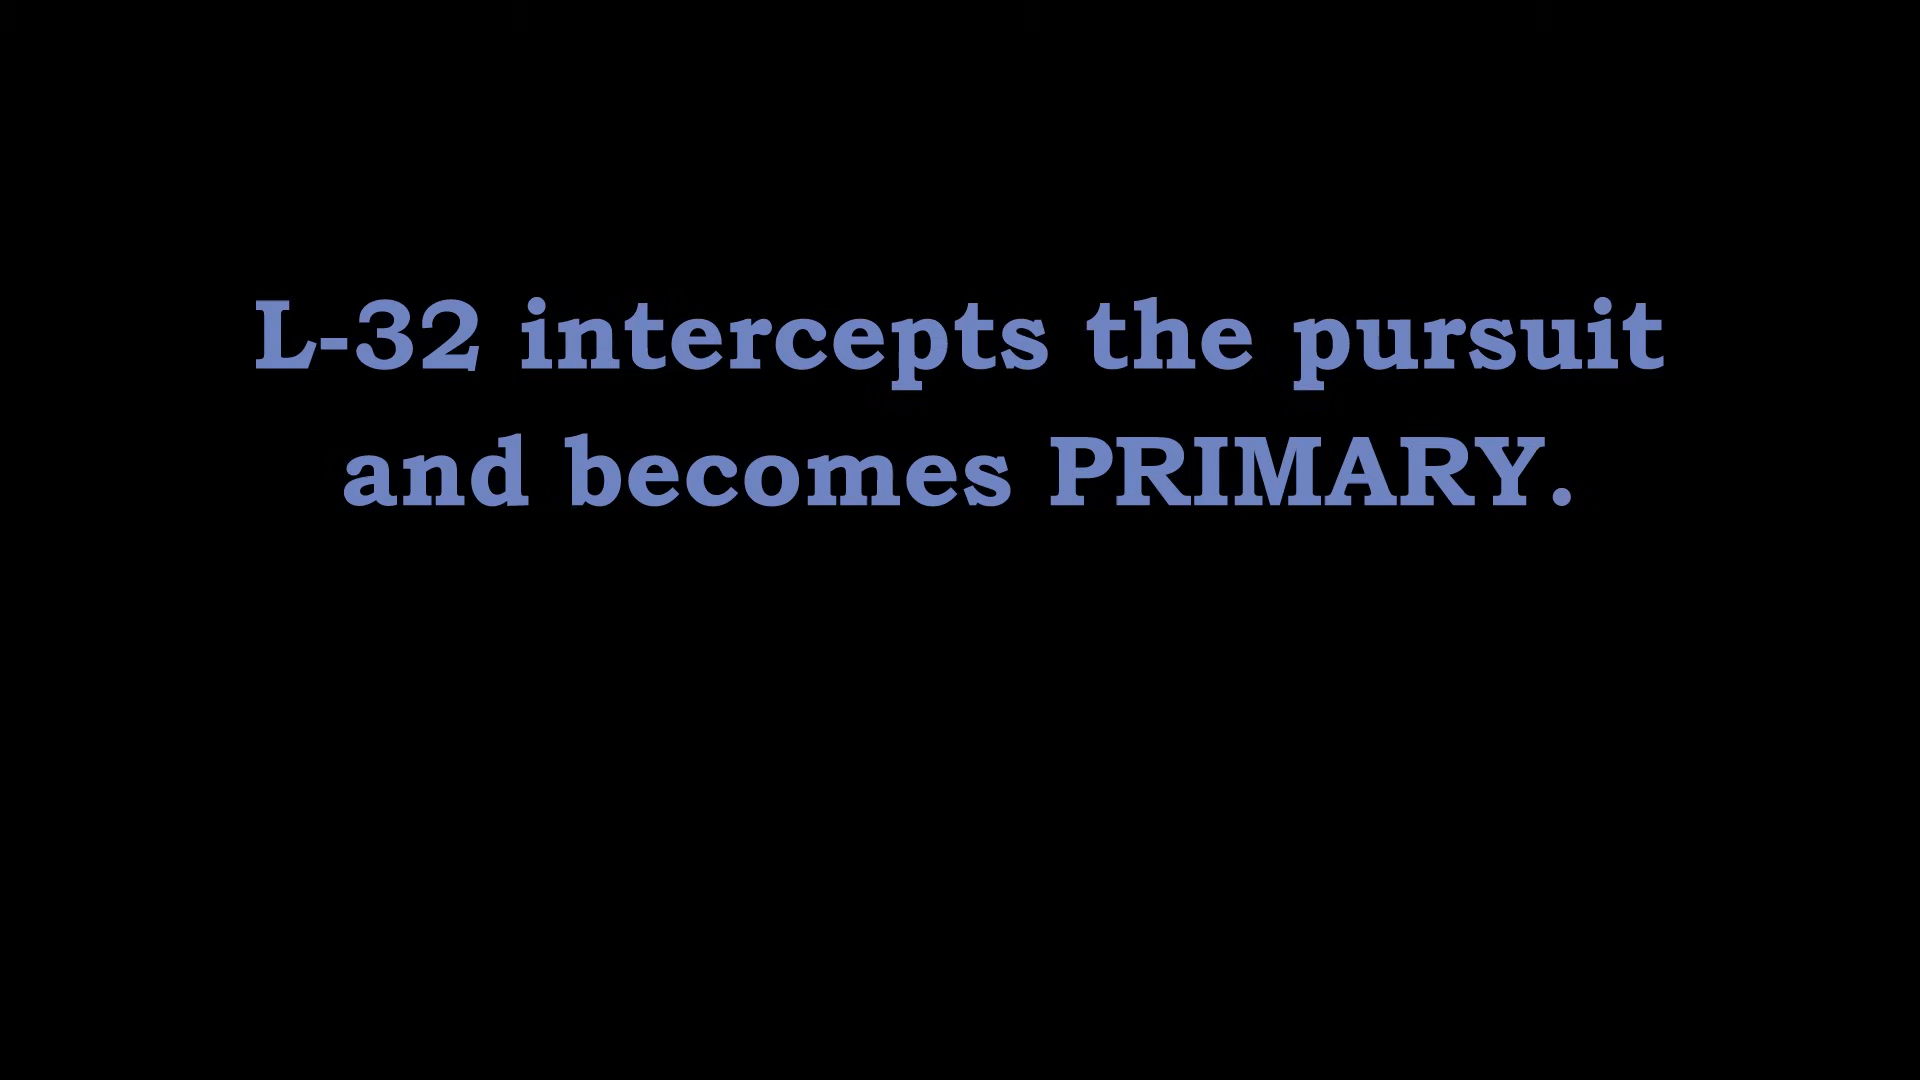 L-32 intercepts the pursuit
and becomes PRIMARY.